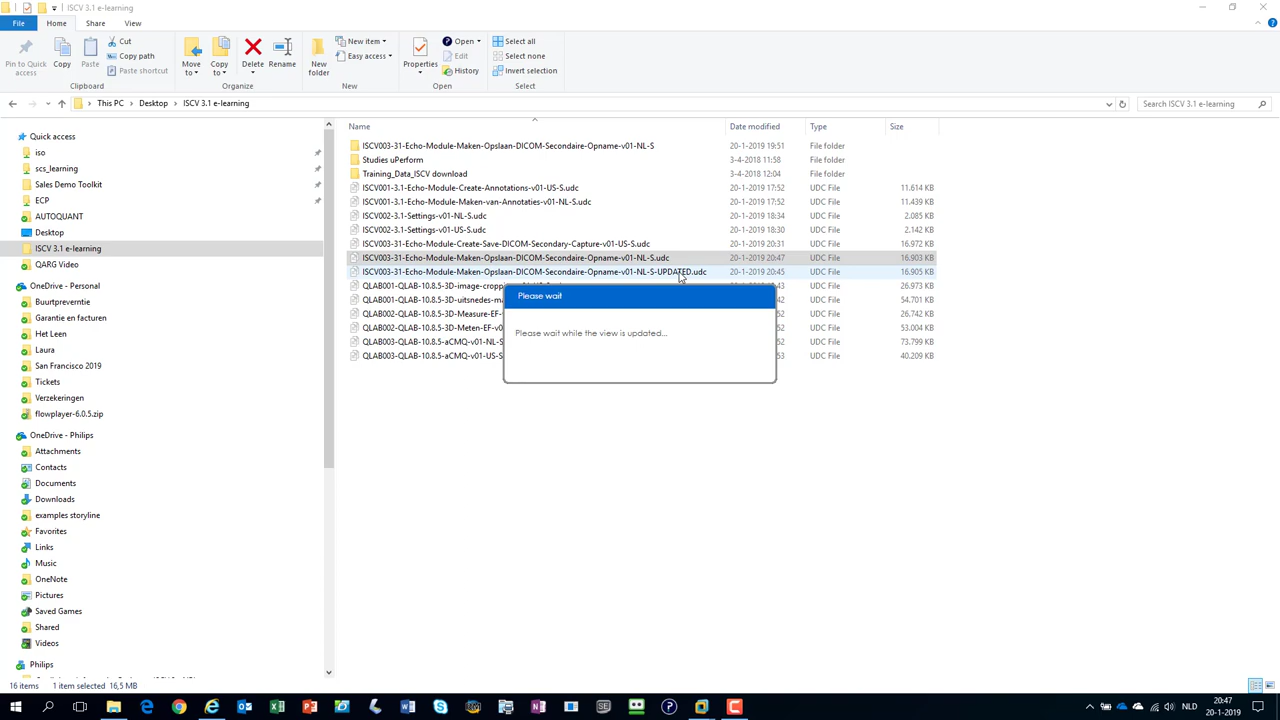 ISCV 3.1 e-learning
File Home Share View
Pin to Quick access
Copy
Paste
Cut
Copy path
Paste shortcut
Clipboard
Move to
Copy to
Delete
Rename
Organize
New folder
New item
Easy access
New
Properties
Open
Edit
History
Open
Select all
Select none
Invert selection
Select
This PC Desktop ISCV 3.1 e-learning
Search ISCV 3.1 e-learning
Quick access
iso
scs_learning
Sales Demo Toolkit
ECP
AUTOQUANT
Desktop
ISCV 3.1 e-learning
QARG Video
OneDrive - Personal
Buurtpreventie
Garantie en facturen
Het Leen
Laura
San Francisco 2019
Tickets
Verzekeringen
flowplayer-6.0.5.zip
OneDrive - Philips
Attachments
Contacts
Documents
Downloads
examples storyline
Favorites
Links
Music
OneNote
Pictures
Saved Games
Shared
Videos
Philips
Name Date modified Type Size
ISCV003-31-Echo-Module-Maken-Opslaan-DICOM-Secondaire-Opname-v01-NL-S 20-1-2019 19:51 File folder
Studies uPerform 3-4-2018 11:58 File folder
Training_Data_ISCV download 3-4-2018 12:04 File folder
ISCV001-3.1-Echo-Module-Create-Annotations-v01-US-S.udc 20-1-2019 17:52 UDC File 11.614 KB
ISCV001-3.1-Echo-Module-Maken-van-Annotaties-v01-NL-S.udc 20-1-2019 17:52 UDC File 11.439 KB
ISCV002-3.1-Settings-v01-NL-S.udc 20-1-2019 18:34 UDC File 2.085 KB
ISCV002-3.1-Settings-v01-US-S.udc 20-1-2019 18:30 UDC File 2.142 KB
ISCV003-31-Echo-Module-Create-Save-DICOM-Secondary-Capture-v01-US-S.udc 20-1-2019 20:31 UDC File 16.972 KB
ISCV003-31-Echo-Module-Maken-Opslaan-DICOM-Secondaire-Opname-v01-NL-S.udc 20-1-2019 20:47 UDC File 16.903 KB
ISCV003-31-Echo-Module-Maken-Opslaan-DICOM-Secondaire-Opname-v01-NL-S-UPDATED.udc 20-1-2019 20:45 UDC File 16.905 KB
QLAB001-QLAB-10.8.5-3D-image-cropp :43 UDC File 26.973 KB
QLAB001-QLAB-10.8.5-3D-uitsnedes-m :42 UDC File 54.701 KB
QLAB002-QLAB-10.8.5-3D-Measure-EF- 52 UDC File 26.742 KB
QLAB002-QLAB-10.8.5-3D-Meten-EF-v0 52 UDC File 53.004 KB
QLAB003-QLAB-10.8.5-aCMQ-v01-NL-S 52 UDC File 73.799 KB
QLAB003-QLAB-10.8.5-aCMQ-v01-US-S 53 UDC File 40.209 KB
Please wait
Please wait while the view is updated...
16 items 1 item selected 16,5 MB
NLD
20:47
20-1-2019